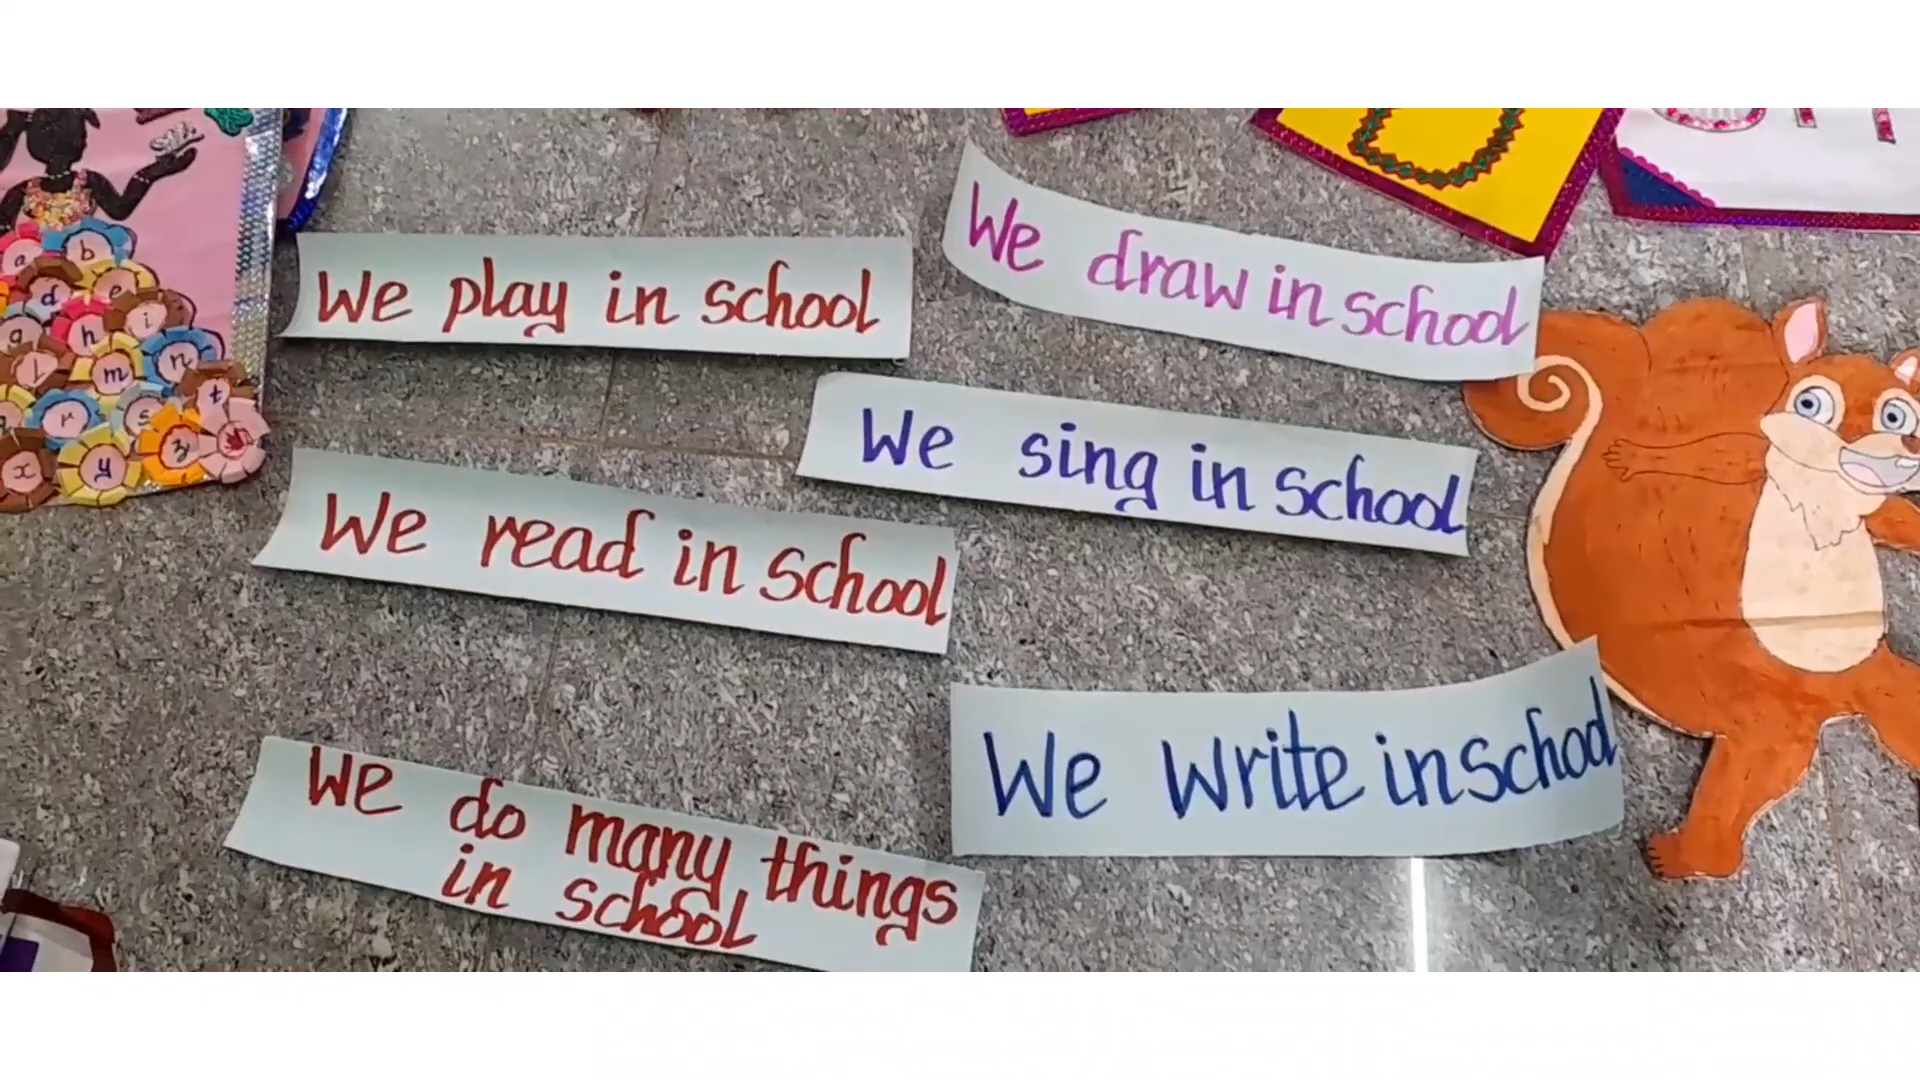 We play in school
We draw in school
We sing in school
We read in school
We write in school
We do many things
in school
a b
d e
h i
l m n
r s t
x y z